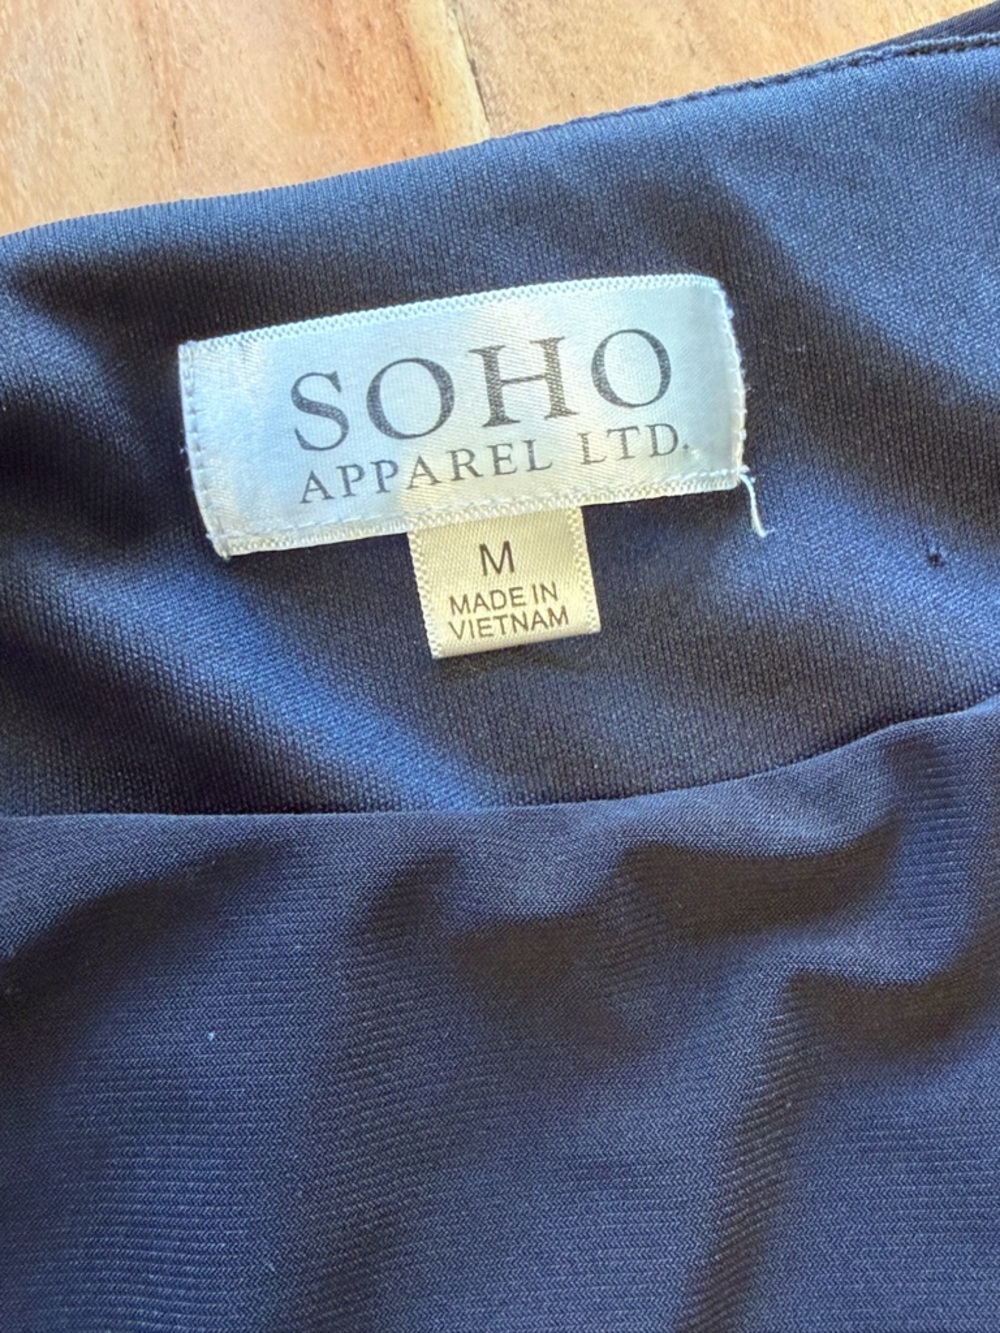 SOHO
APPAREL LTD.
M
MADE IN
VIETNAM